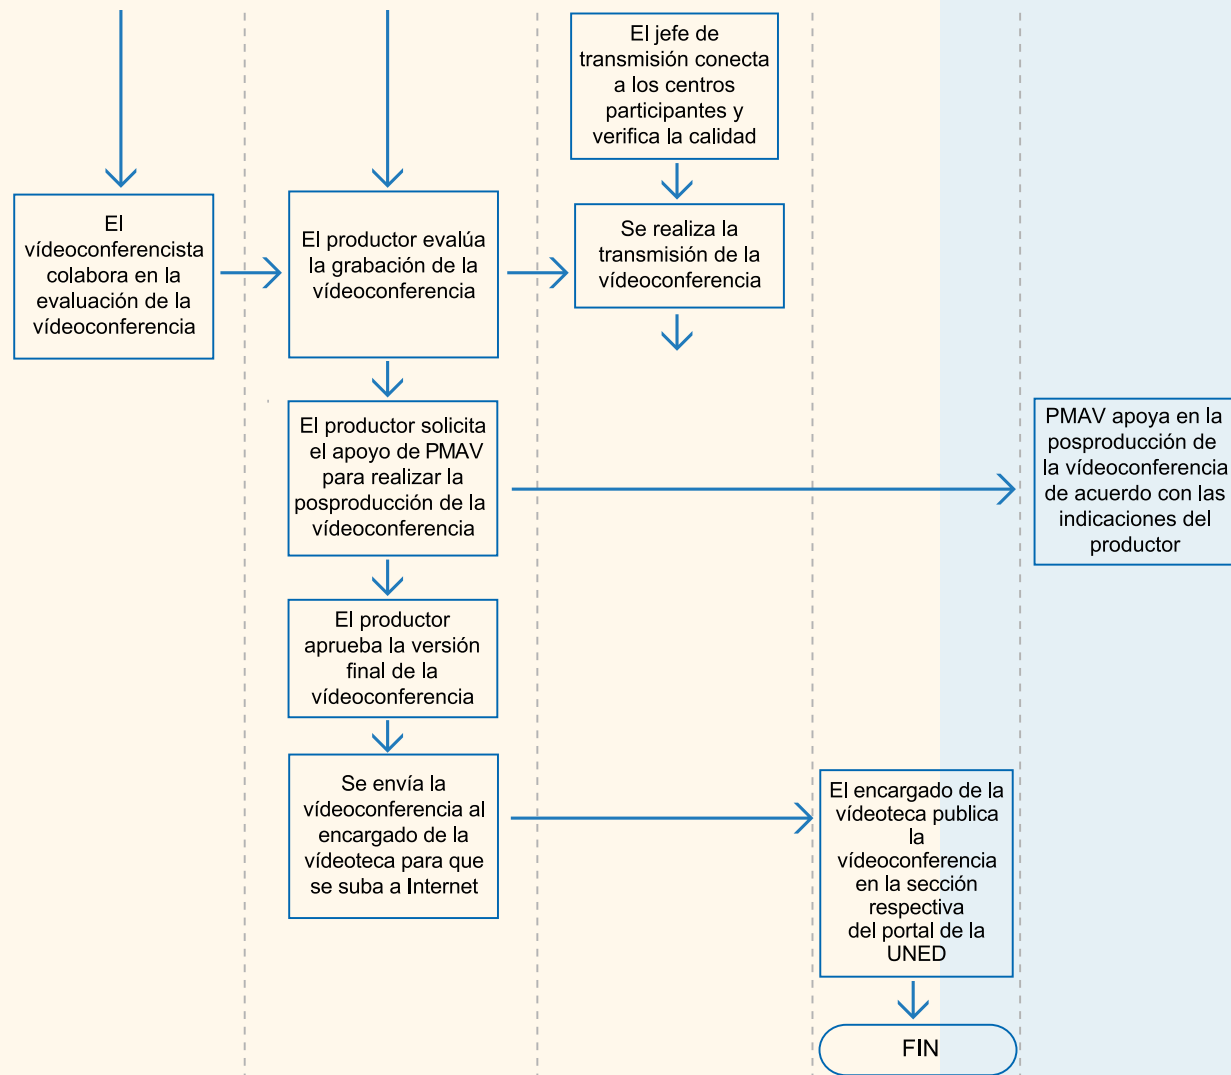 El jefe de
transmisión conecta
a los centros
participantes y
verifica la calidad
El
vídeoconferencista
colabora en la
evaluación de la
vídeoconferencia
El productor evalúa
la grabación de la
vídeoconferencia
Se realiza la
transmisión de la
vídeoconferencia
El productor solicita
el apoyo de PMAV
para realizar la
posproducción de la
vídeoconferencia
PMAV apoya en la
posproducción de
la vídeoconferencia
de acuerdo con las
indicaciones del
productor
El productor
aprueba la versión
final de la
vídeoconferencia
Se envía la
vídeoconferencia al
encargado de la
vídeoteca para que
se suba a Internet
El encargado de la
vídeoteca publica
la
vídeoconferencia
en la sección
respectiva
del portal de la
UNED
FIN